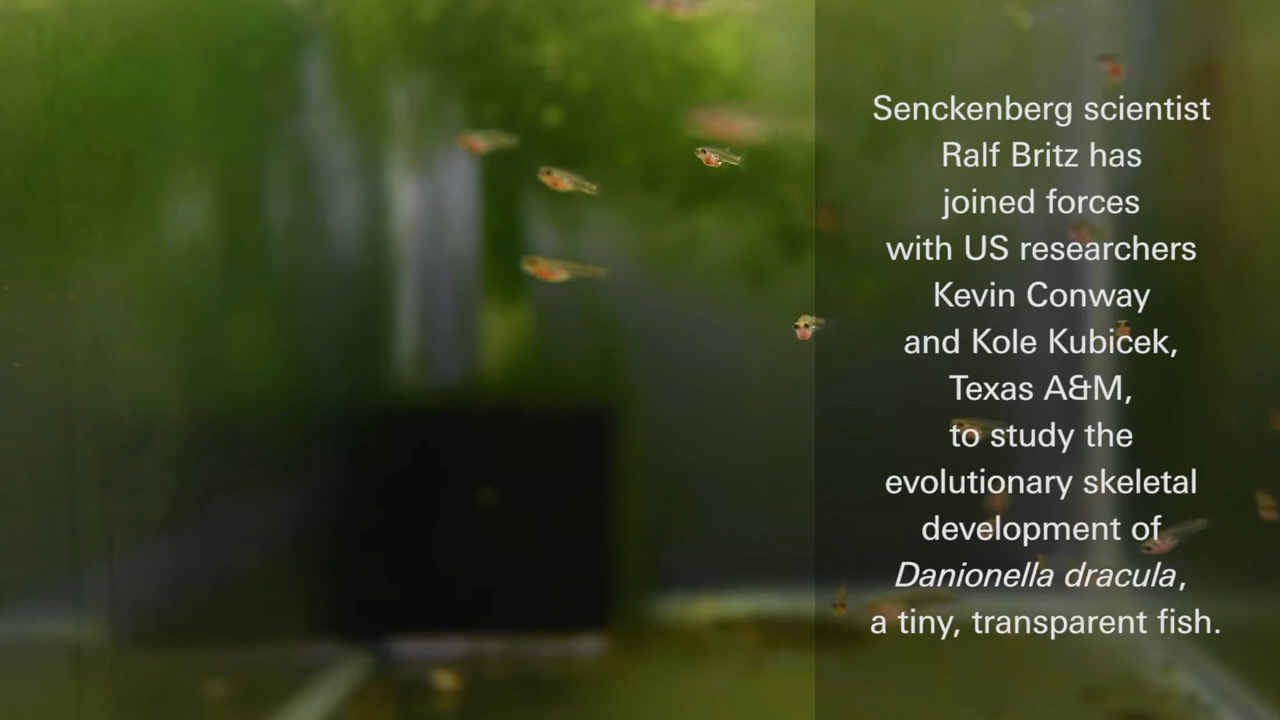 Senckenberg scientist
Ralf Britz has
joined forces
with US researchers
Kevin Conway
and Kole Kubicek,
Texas A&M,
to study the
evolutionary skeletal
development of
Danionella dracula,
a tiny, transparent fish.